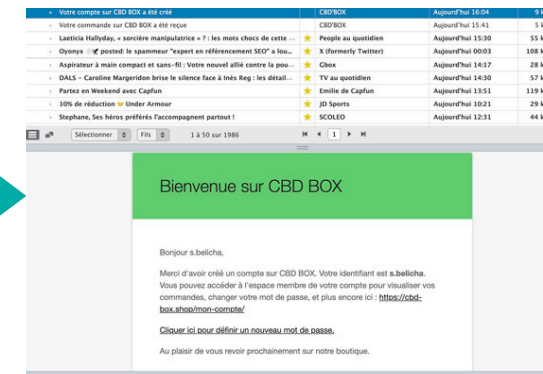 Votre compte sur CBD BOX a été créé CBD'BOX Aujourd'hui 16:04 9 k
Votre commande sur CBD BOX a été reçue CBD'BOX Aujourd'hui 15:41 5 k
Laeticia Hallyday, « sorcière manipulatrice » ? : les mots chocs de cette ... People au quotidien Aujourd'hui 15:30 55 k
Oyonyx posted: le spammeur "expert en référencement SEO" a lou... X (formerly Twitter) Aujourd'hui 00:03 108 k
Aspirateur à main compact et sans-fil : Votre nouvel allié contre la pou... Gbox Aujourd'hui 14:17 28 k
DALS – Caroline Margeridon brise le silence face à Inès Reg : les détail... TV au quotidien Aujourd'hui 14:30 57 k
Partez en Weekend avec Capfun Emilie de Capfun Aujourd'hui 13:51 119 k
10% de réduction 🧡 Under Armour JD Sports Aujourd'hui 10:21 29 k
Stephane, Ses héros préférés l'accompagnent partout ! SCOLEO Aujourd'hui 12:31 44 k
Sélectionner Fils 1 à 50 sur 1986 1
Bienvenue sur CBD BOX
Bonjour s.belicha,
Merci d'avoir créé un compte sur CBD BOX. Votre identifiant est s.belicha.
Vous pouvez accéder à l'espace membre de votre compte pour visualiser vos
commandes, changer votre mot de passe, et plus encore ici : https://cbd-
box.shop/mon-compte/
Cliquer ici pour définir un nouveau mot de passe.
Au plaisir de vous revoir prochainement sur notre boutique.